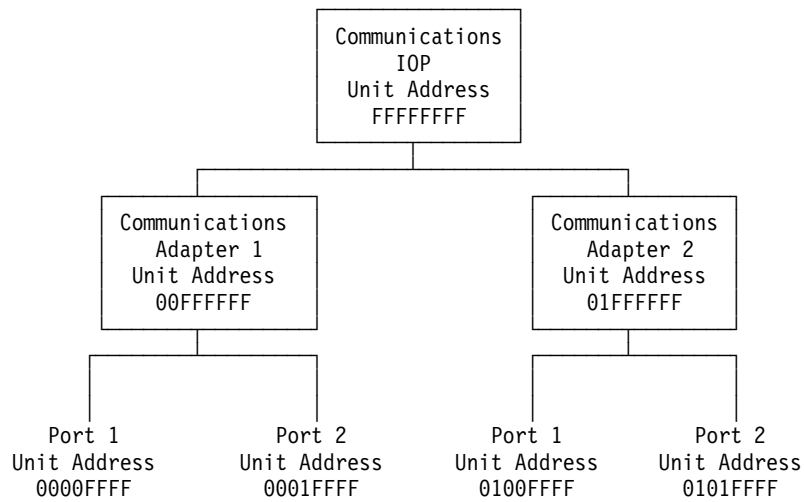 Communications
IOP
Unit Address
FFFFFFFF
Communications
Adapter 1
Unit Address
00FFFFFF
Communications
Adapter 2
Unit Address
01FFFFFF
Port 1
Unit Address
0000FFFF
Port 2
Unit Address
0001FFFF
Port 1
Unit Address
0100FFFF
Port 2
Unit Address
0101FFFF